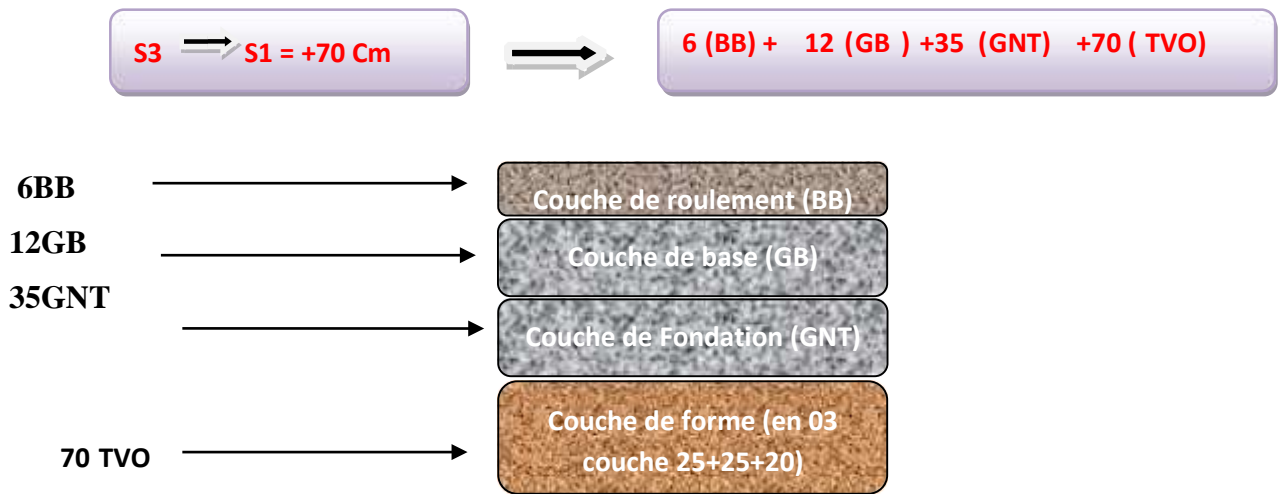 S3 S1 = +70 Cm
6 (BB) + 12 (GB ) +35 (GNT) +70 ( TVO)
6BB
Couche de roulement (BB)
12GB
Couche de base (GB)
35GNT
Couche de Fondation (GNT)
70 TVO
Couche de forme (en 03
couche 25+25+20)